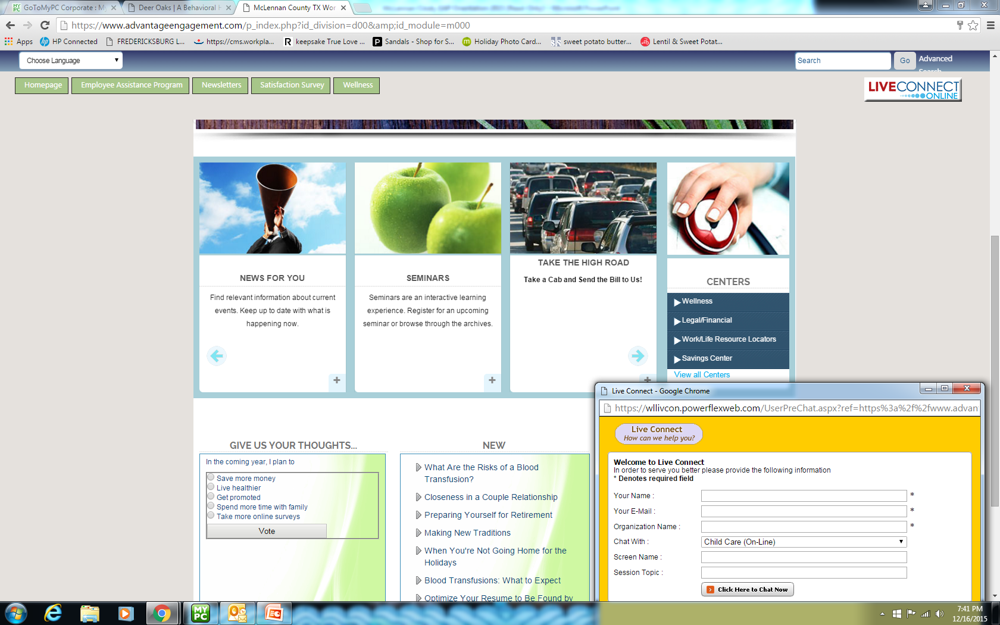 GoToMyPC Corporate : My
Deer Oaks | A Behavioral H
McLennan County TX Wor
https://www.advantageengagement.com/p_index.php?id_division=d00&amp;id_module=m000
Apps
HP Connected
FREDERICKSBURG L...
https://cms.workpla...
keepsake True Love ...
Sandals - Shop for S...
Holiday Photo Card...
sweet potato butter...
Lentil & Sweet Potat...
Choose Language
Search
Go
Advanced
Search
Homepage
Employee Assistance Program
Newsletters
Satisfaction Survey
Wellness
LIVECONNECT
ONLINE
NEWS FOR YOU
Find relevant information about current
events. Keep up to date with what is
happening now.
+
SEMINARS
Seminars are an interactive learning
experience. Register for an upcoming
seminar or browse through the archives.
+
TAKE THE HIGH ROAD
Take a Cab and Send the Bill to Us!
+
CENTERS
Wellness
Legal/Financial
Work/Life Resource Locators
Savings Center
View all Centers
GIVE US YOUR THOUGHTS...
In the coming year, I plan to
Save more money
Live healthier
Get promoted
Spend more time with family
Take more online surveys
Vote
NEW
What Are the Risks of a Blood
Transfusion?
Closeness in a Couple Relationship
Preparing Yourself for Retirement
Making New Traditions
When You're Not Going Home for the
Holidays
Blood Transfusions: What to Expect
Optimize Your Resume to Be Found by
Live Connect - Google Chrome
https://wllivcon.powerflexweb.com/UserPreChat.aspx?ref=https%3a%2f%2fwww.advan
Live Connect
How can we help you?
Welcome to Live Connect
In order to serve you better please provide the following information
* Denotes required field
Your Name : *
Your E-Mail : *
Organization Name : *
Chat With : Child Care (On-Line)
Screen Name :
Session Topic :
Click Here to Chat Now
MY
PC
7:41 PM
12/16/2015